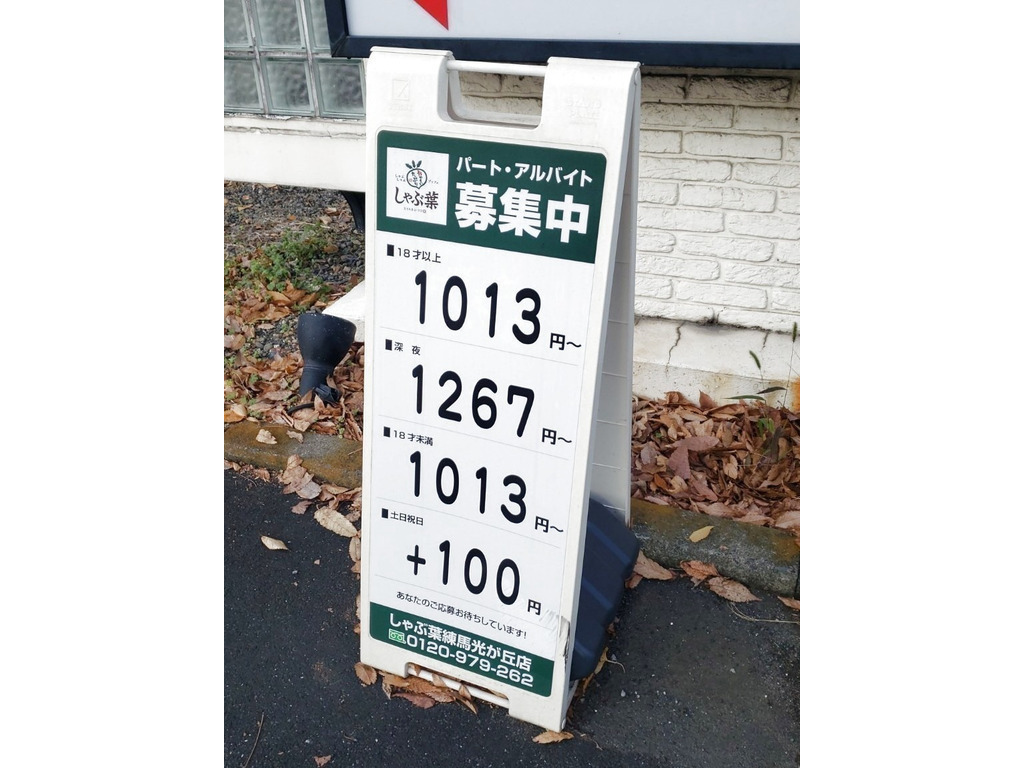 パート・アルバイト
しゃぶ葉
募集中
■18才以上
1013円〜
■深夜
1267円〜
■18才未満
1013円〜
■土日祝日
+100円
あなたのご応募お待ちしています!
しゃぶ葉練馬光が丘店
0120-979-262